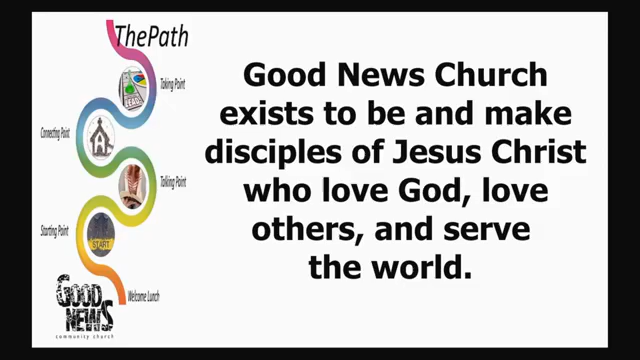 ThePath
Taking Point
Connecting Point
Talking Point
Starting Point
START
Welcome Lunch
GOOD
NEWS
community church
Good News Church
exists to be and make
disciples of Jesus Christ
who love God, love
others, and serve
the world.